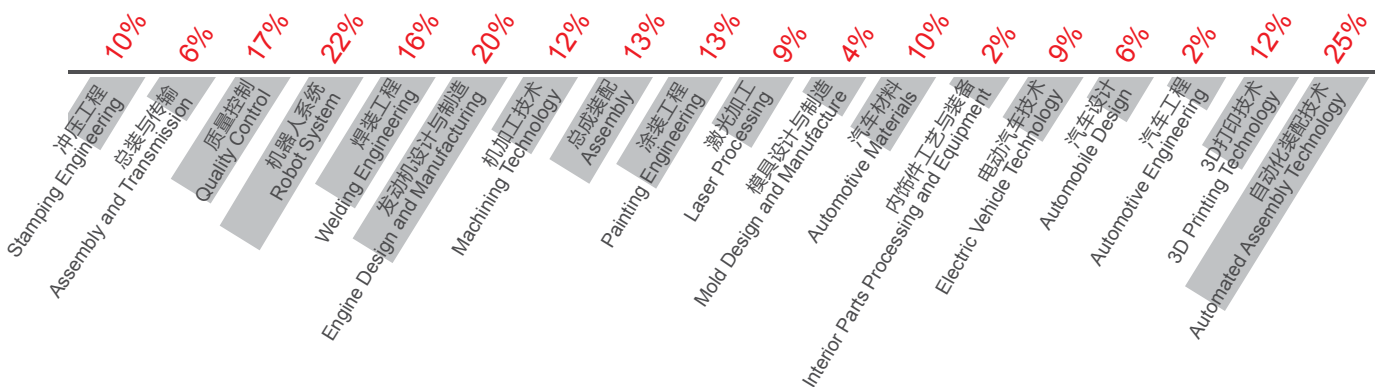 10%
冲压工程
Stamping Engineering
6%
总装与传输
Assembly and Transmission
17%
质量控制
Quality Control
22%
机器人系统
Robot System
16%
焊装工程
Welding Engineering
20%
发动机设计与制造
Engine Design and Manufacturing
12%
机加工技术
Machining Technology
13%
总成装配
Assembly
13%
涂装工程
Painting Engineering
9%
激光加工
Laser Processing
4%
模具设计与制造
Mold Design and Manufacture
10%
汽车材料
Automotive Materials
2%
内饰件工艺与装备
Interior Parts Processing and Equipment
9%
电动汽车技术
Electric Vehicle Technology
6%
汽车设计
Automobile Design
2%
汽车工程
Automotive Engineering
12%
3D打印技术
3D Printing Technology
25%
自动化装配技术
Automated Assembly Technology